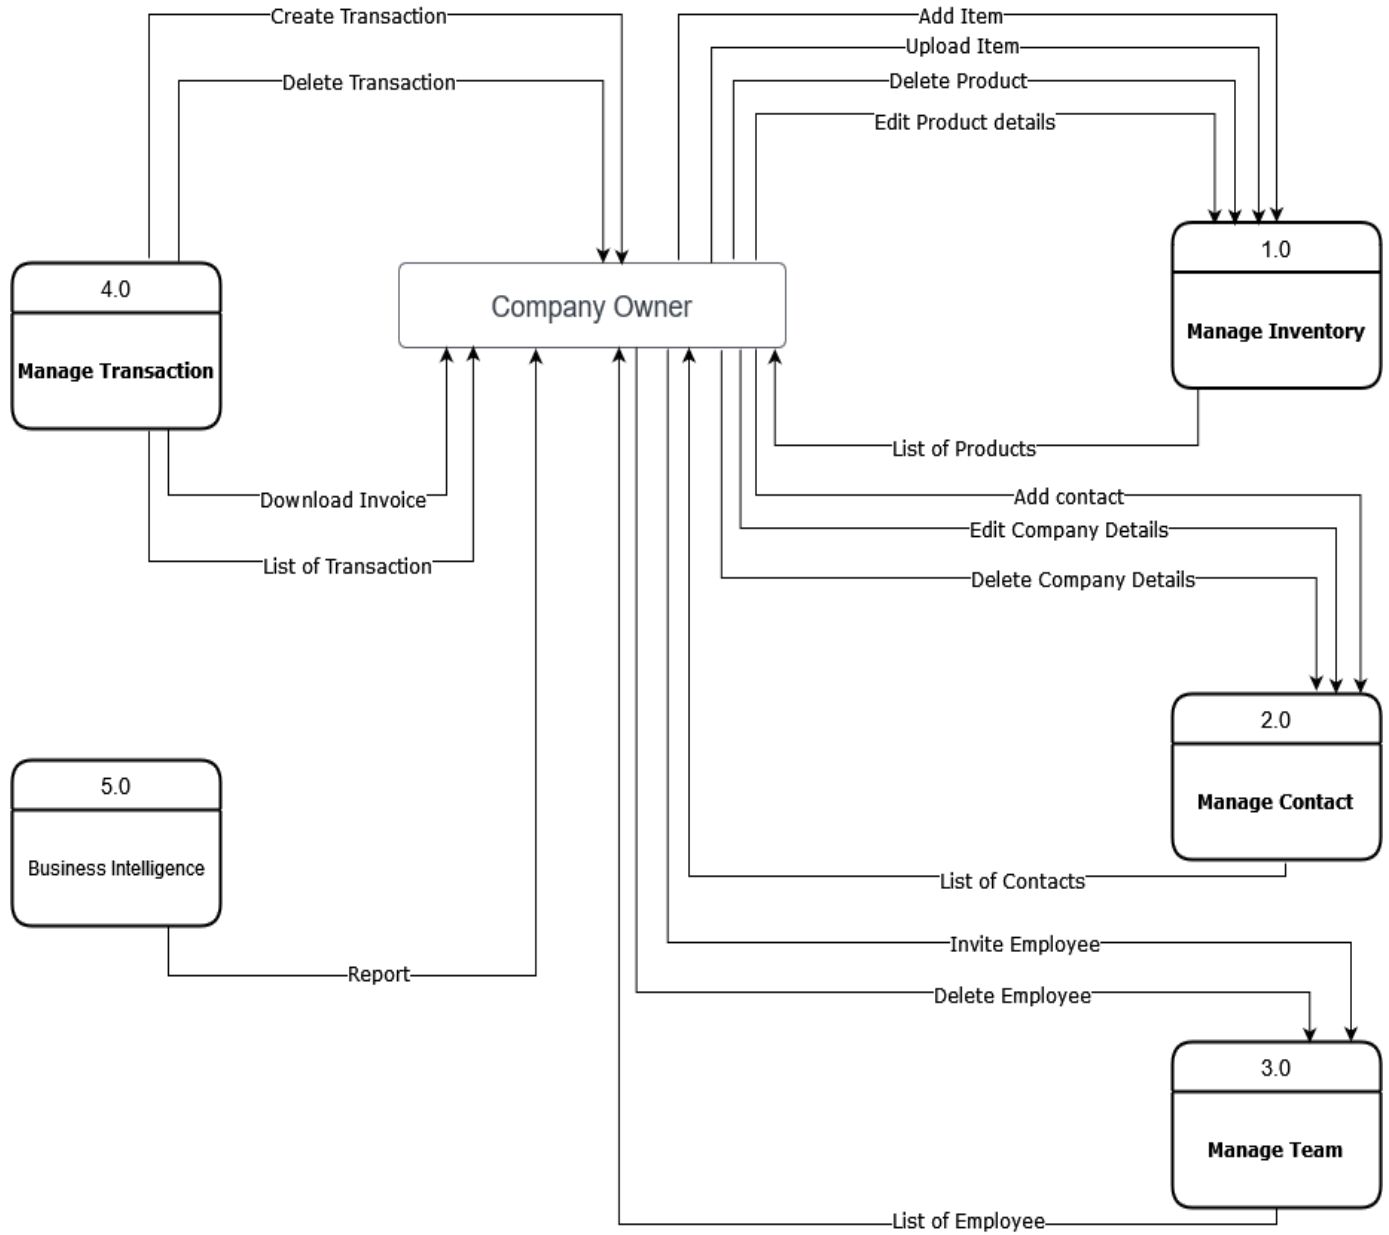 Create Transaction
Add Item
Upload Item
Delete Transaction
Delete Product
Edit Product details
4.0
Manage Transaction
Company Owner
1.0
Manage Inventory
List of Products
Download Invoice
Add contact
Edit Company Details
List of Transaction
Delete Company Details
2.0
Manage Contact
5.0
Business Intelligence
List of Contacts
Invite Employee
Report
Delete Employee
3.0
Manage Team
List of Employee